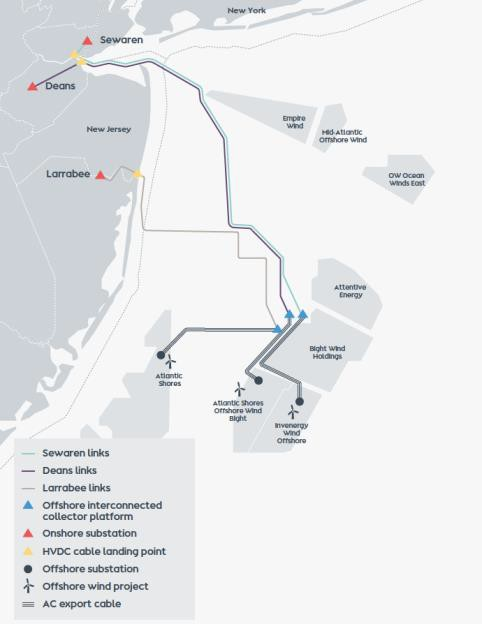 New York
Sewaren
Deans
New Jersey
Larrabee
Empire
Wind
Mid-Atlantic
Offshore Wind
OW Ocean
Winds East
Attentive
Energy
Bight Wind
Holdings
Atlantic
Shores
Atlantic Shores
Offshore Wind
Bight
Invenergy
Wind
Offshore
Sewaren links
Deans links
Larrabee links
Offshore interconnected
collector platform
Onshore substation
HVDC cable landing point
Offshore substation
Offshore wind project
AC export cable